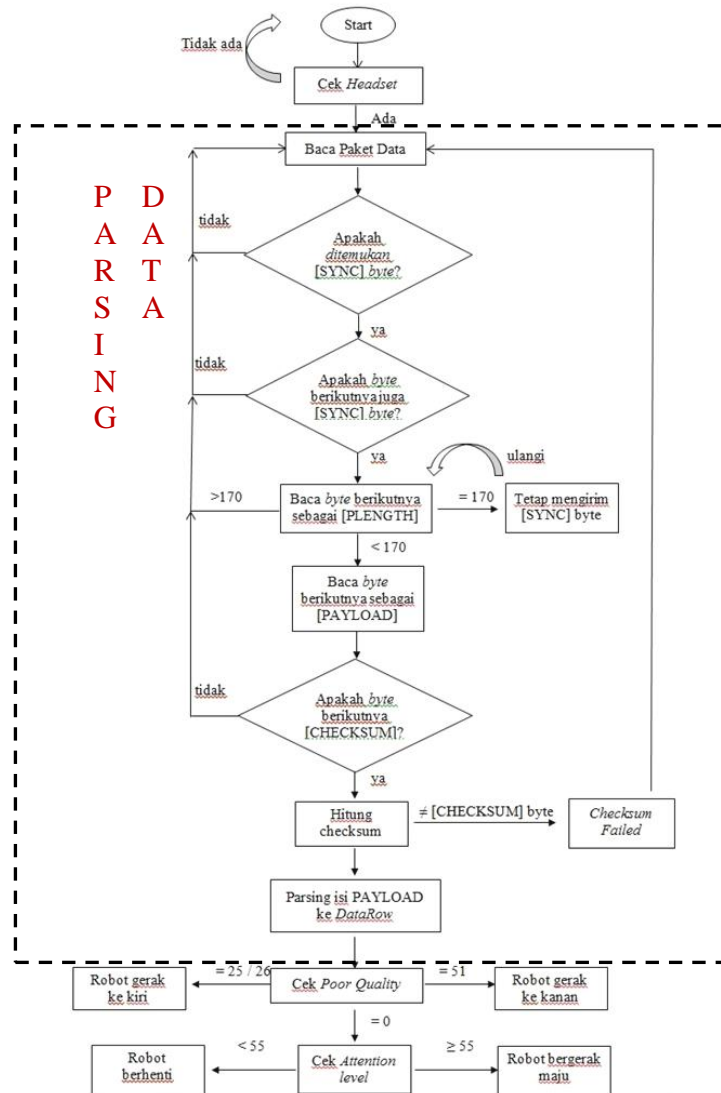 Start
Tidak ada
Cek Headset
Ada
Baca Paket Data
PARSING
DATA
tidak
Apakah
ditemukan
[SYNC] byte?
ya
tidak
Apakah byte
berikutnya juga
[SYNC] byte?
ya
ulangi
>170
Baca byte berikutnya
sebagai [PLENGTH]
= 170
Tetap mengirim
[SYNC] byte
< 170
Baca byte
berikutnya sebagai
[PAYLOAD]
tidak
Apakah byte
berikutnya
[CHECKSUM]?
ya
Hitung
checksum
≠ [CHECKSUM] byte
Checksum
Failed
Parsing isi PAYLOAD
ke DataRow
Robot gerak
ke kiri
= 25 / 26
Cek Poor Quality
= 51
Robot gerak
ke kanan
= 0
Robot
berhenti
< 55
Cek Attention
level
≥ 55
Robot bergerak
maju